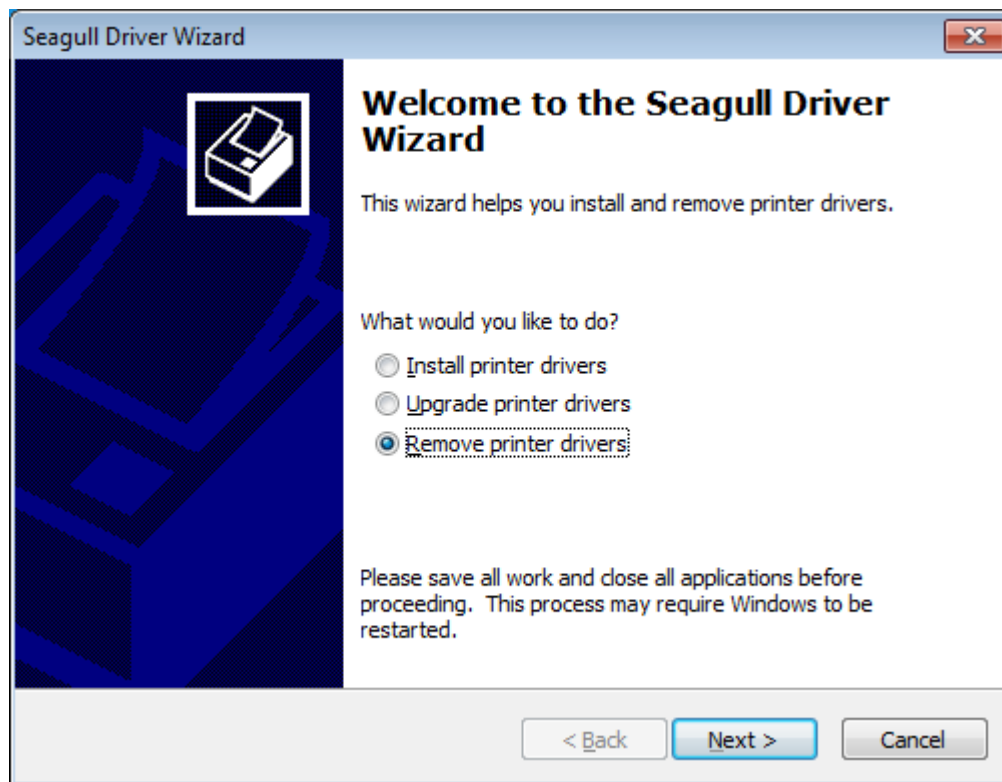 Seagull Driver Wizard
Welcome to the Seagull Driver
Wizard
This wizard helps you install and remove printer drivers.
What would you like to do?
Install printer drivers
Upgrade printer drivers
Remove printer drivers
Please save all work and close all applications before
proceeding.  This process may require Windows to be
restarted.
< Back
Next >
Cancel